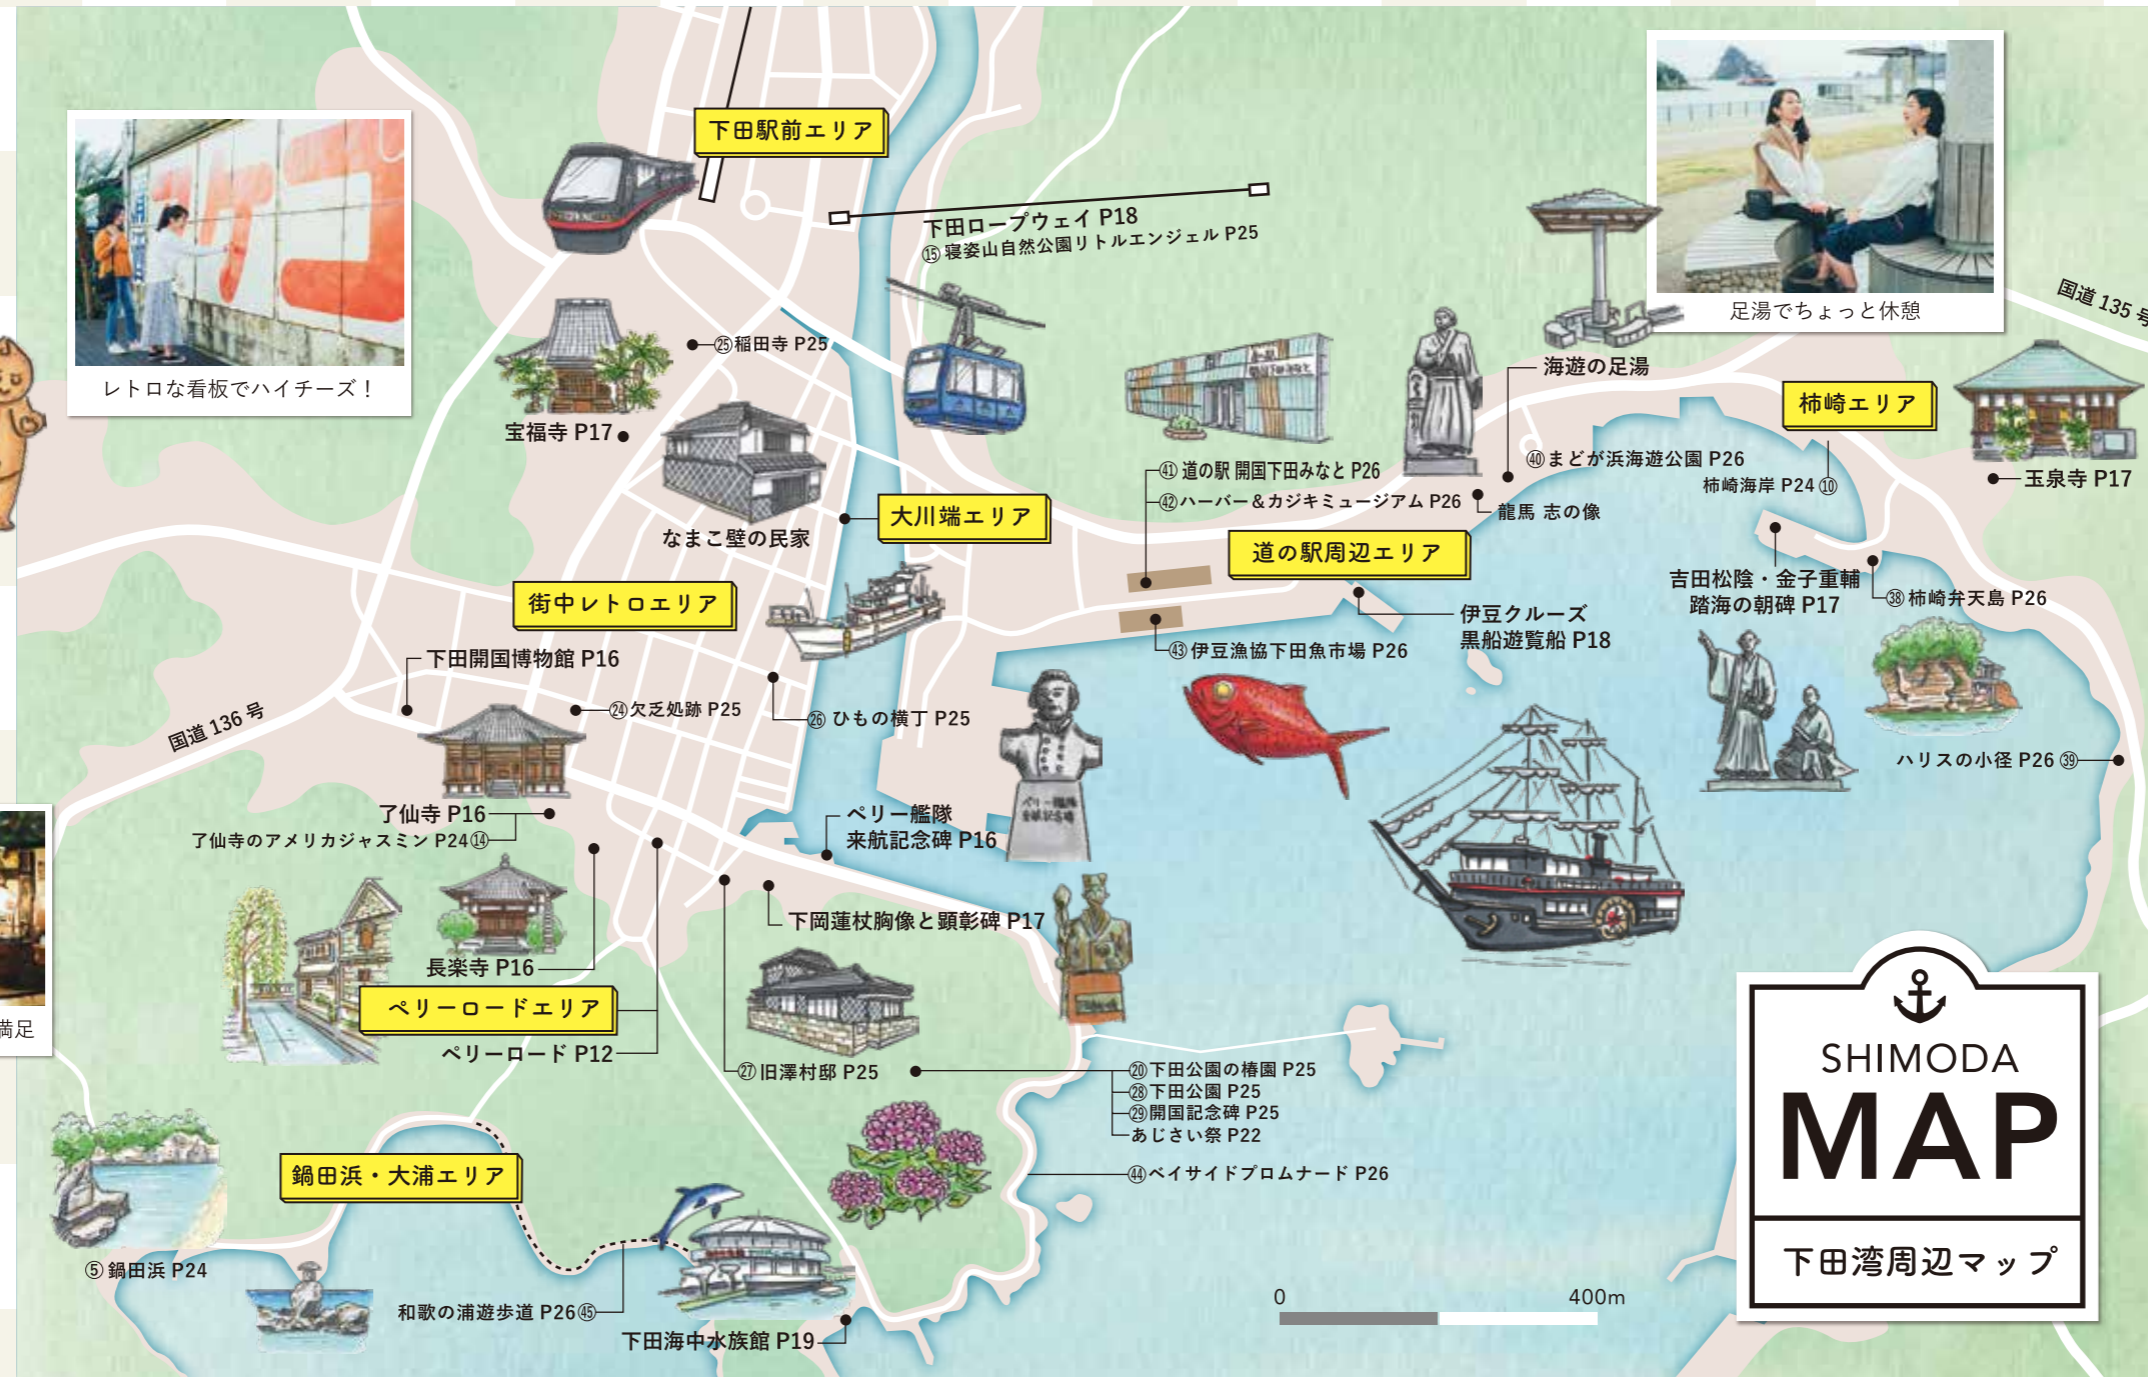 下田駅前エリア
下田ロープウェイ P18
⑮寝姿山自然公園リトルエンジェル P25
レトロな看板でハイチーズ！
足湯でちょっと休憩
国道 135 号
㉕稲田寺 P25
宝福寺 P17
なまこ壁の民家
大川端エリア
海遊の足湯
柿崎エリア
㊶道の駅 開国下田みなと P26
㊷ハーバー＆カジキミュージアム P26
㊵まどが浜海遊公園 P26
柿崎海岸 P24⑩
龍馬 志の像
玉泉寺 P17
道の駅周辺エリア
街中レトロエリア
伊豆クルーズ
黒船遊覧船 P18
吉田松陰・金子重輔
踏海の朝碑 P17
㊳柿崎弁天島 P26
㊸伊豆漁協下田魚市場 P26
下田開国博物館 P16
㉔欠乏処跡 P25
㉖ひもの横丁 P25
国道 136 号
ハリスの小径 P26㊴
了仙寺 P16
了仙寺のアメリカジャスミン P24⑭
ペリー艦隊
来航記念碑 P16
下岡蓮杖胸像と顕彰碑 P17
長楽寺 P16
ペリーロードエリア
ペリーロード P12
満足
㉗旧澤村邸 P25
⑳下田公園の椿園 P25
㉘下田公園 P25
㉙開国記念碑 P25
あじさい祭 P22
㊹ベイサイドプロムナード P26
鍋田浜・大浦エリア
⑤鍋田浜 P24
和歌の浦遊歩道 P26㊺
下田海中水族館 P19
0 400m
SHIMODA
MAP
下田湾周辺マップ